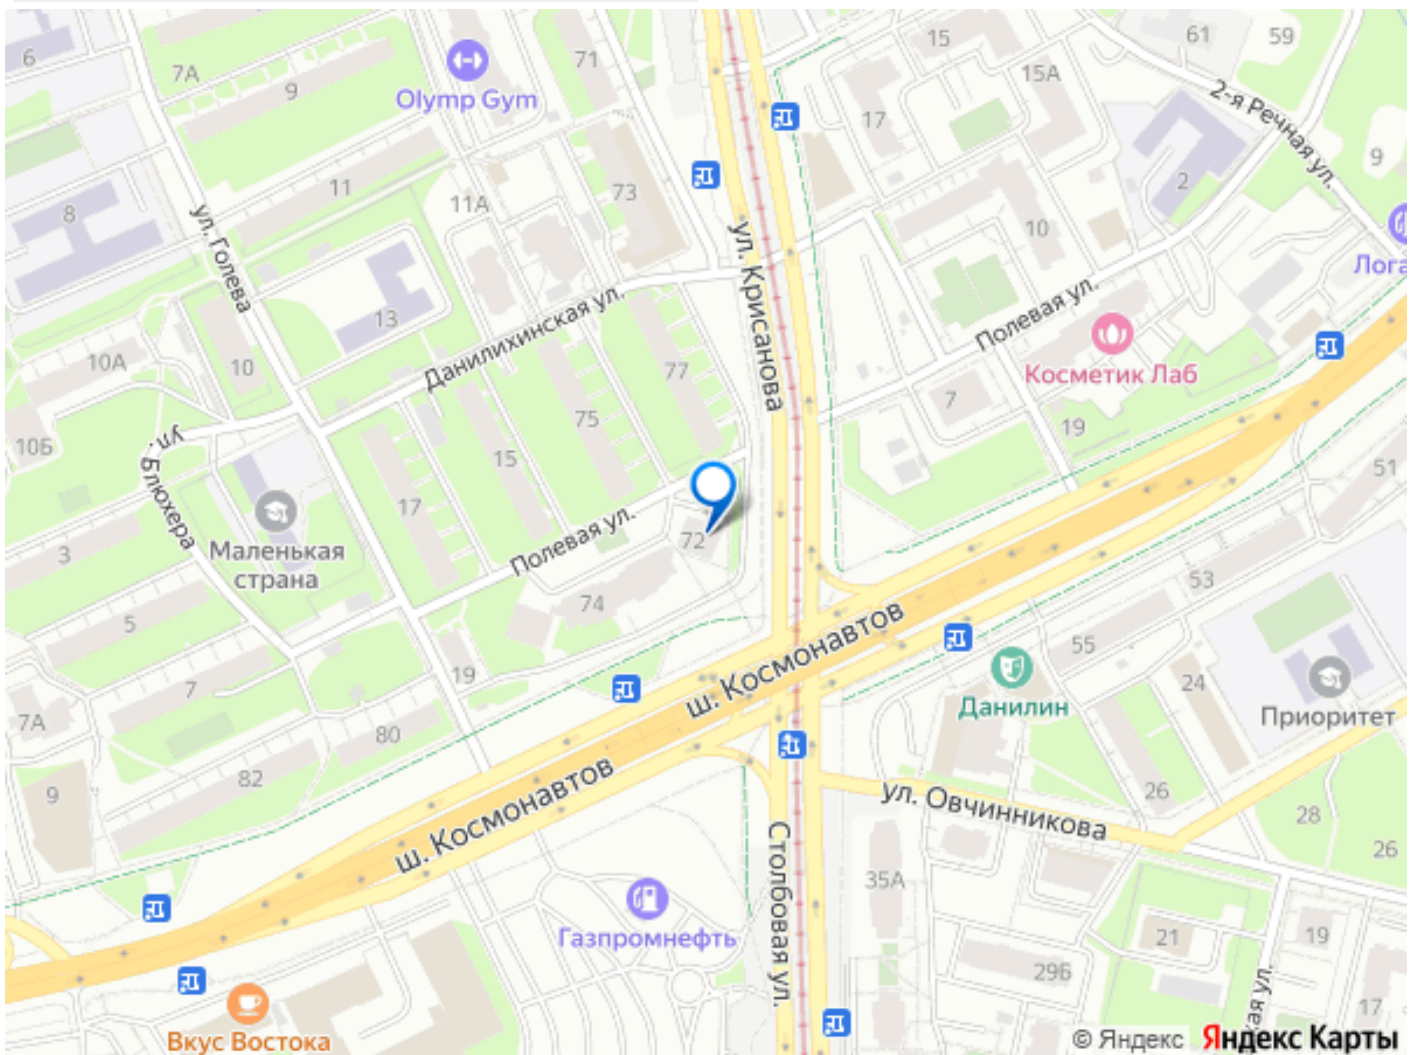 6
7А
9
Olymp Gym
71
15
61
59
15А
17
2-я Речная ул.
9
2
8
11
11А
73
ул. Голева
ул. Крисанова
10
Лога
13
Данилихинская ул.
Полевая ул.
Косметик Лаб
10А
10
77
7
75
19
10Б
ул. Блюхера
15
51
17
Маленькая
страна
3
Полевая ул.
72
53
74
5
ш. Космонавтов
55
19
7
Данилин
24
Приоритет
7А
80
82
9
26
ул. Овчинникова
28
26
ш. Космонавтов
Столбовая ул.
35А
Газпромнефть
21
19
29Б
кая ул.
17
Вкус Востока
© Яндекс Яндекс Карты